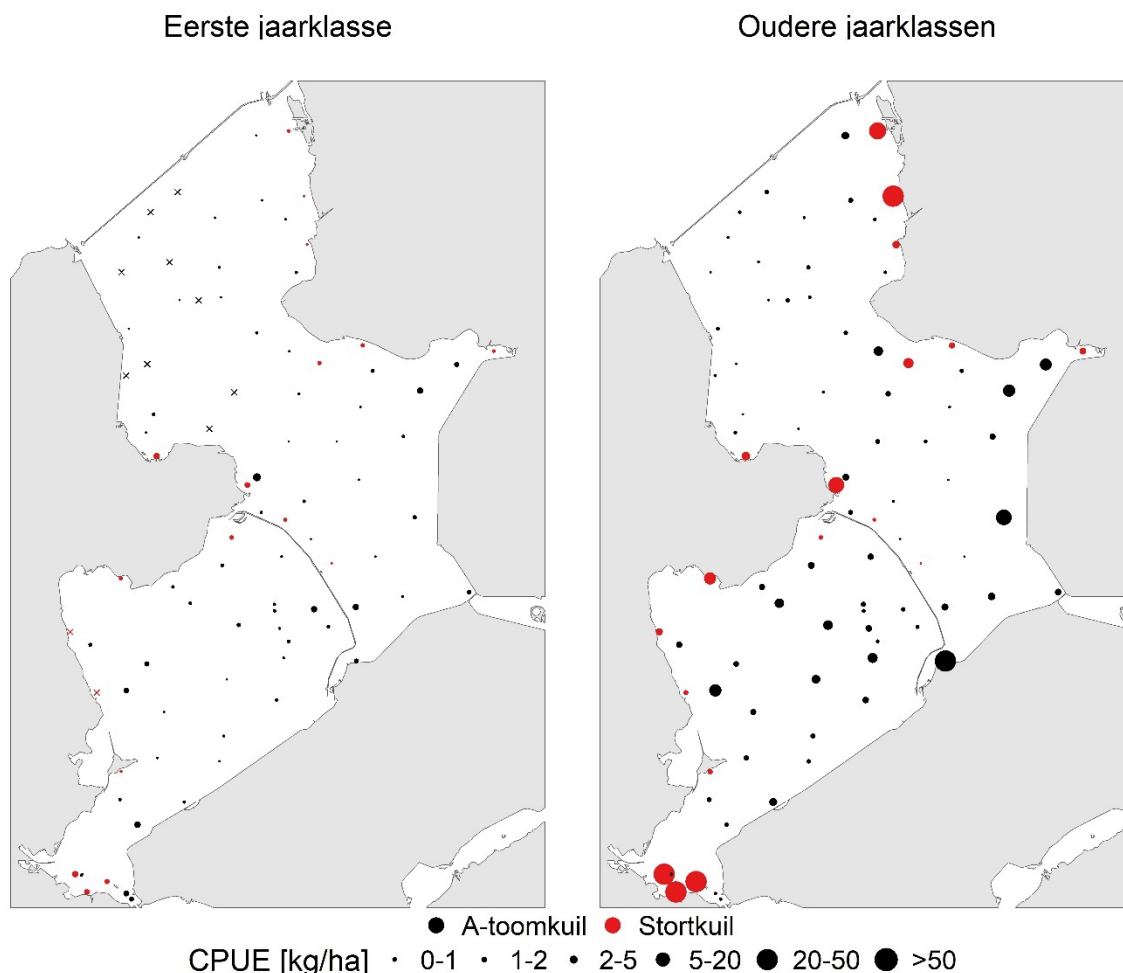 Eerste jaarklasse
Oudere jaarklassen
A-toomkuil Stortkuil
CPUE [kg/ha] 0-1 1-2 2-5 5-20 20-50 >50